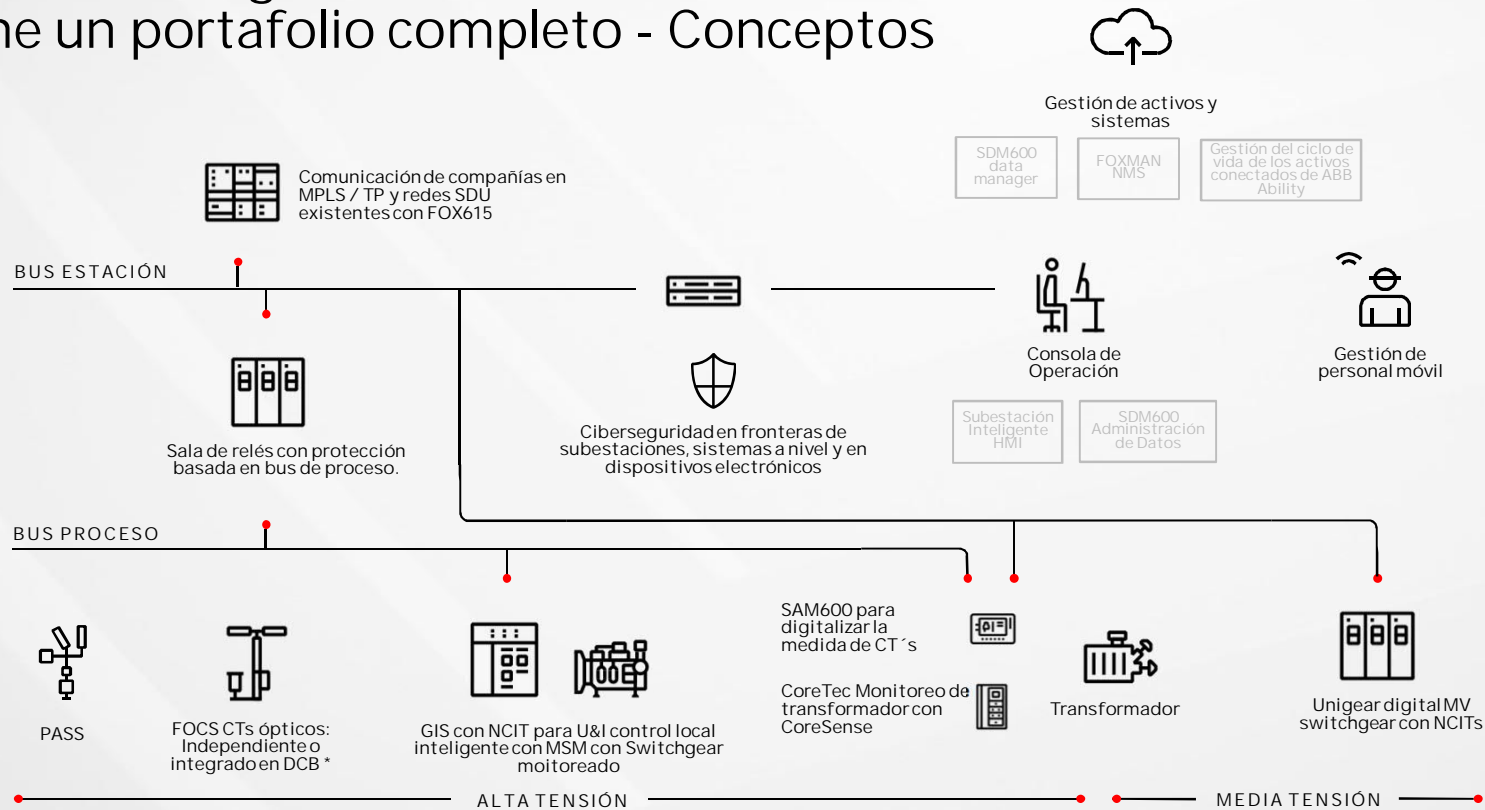 ne un portafolio completo - Conceptos
Gestión de activos y
sistemas
SDM600
data
manager
FOXMAN
NMS
Gestión del ciclo de
vida de los activos
conectados de ABB
Ability
Comunicación de compañías en
MPLS / TP y redes SDU
existentes con FOX615
BUS ESTACIÓN
Consola de
Operación
Gestión de
personal móvil
Subestación
Inteligente
HMI
SDM600
Administración
de Datos
Sala de relés con protección
basada en bus de proceso.
Ciberseguridad en fronteras de
subestaciones, sistemas a nivel y en
dispositivos electrónicos
BUS PROCESO
PASS
FOCS CTs ópticos:
Independiente o
integrado en DCB *
GIS con NCIT para U&I control local
inteligente con MSM con Switchgear
moitoreado
SAM600 para
digitalizar la
medida de CT´s
CoreTec Monitoreo de
transformador con
CoreSense
Transformador
Unigear digital MV
switchgear con NCITs
ALTA TENSIÓN
MEDIA TENSIÓN